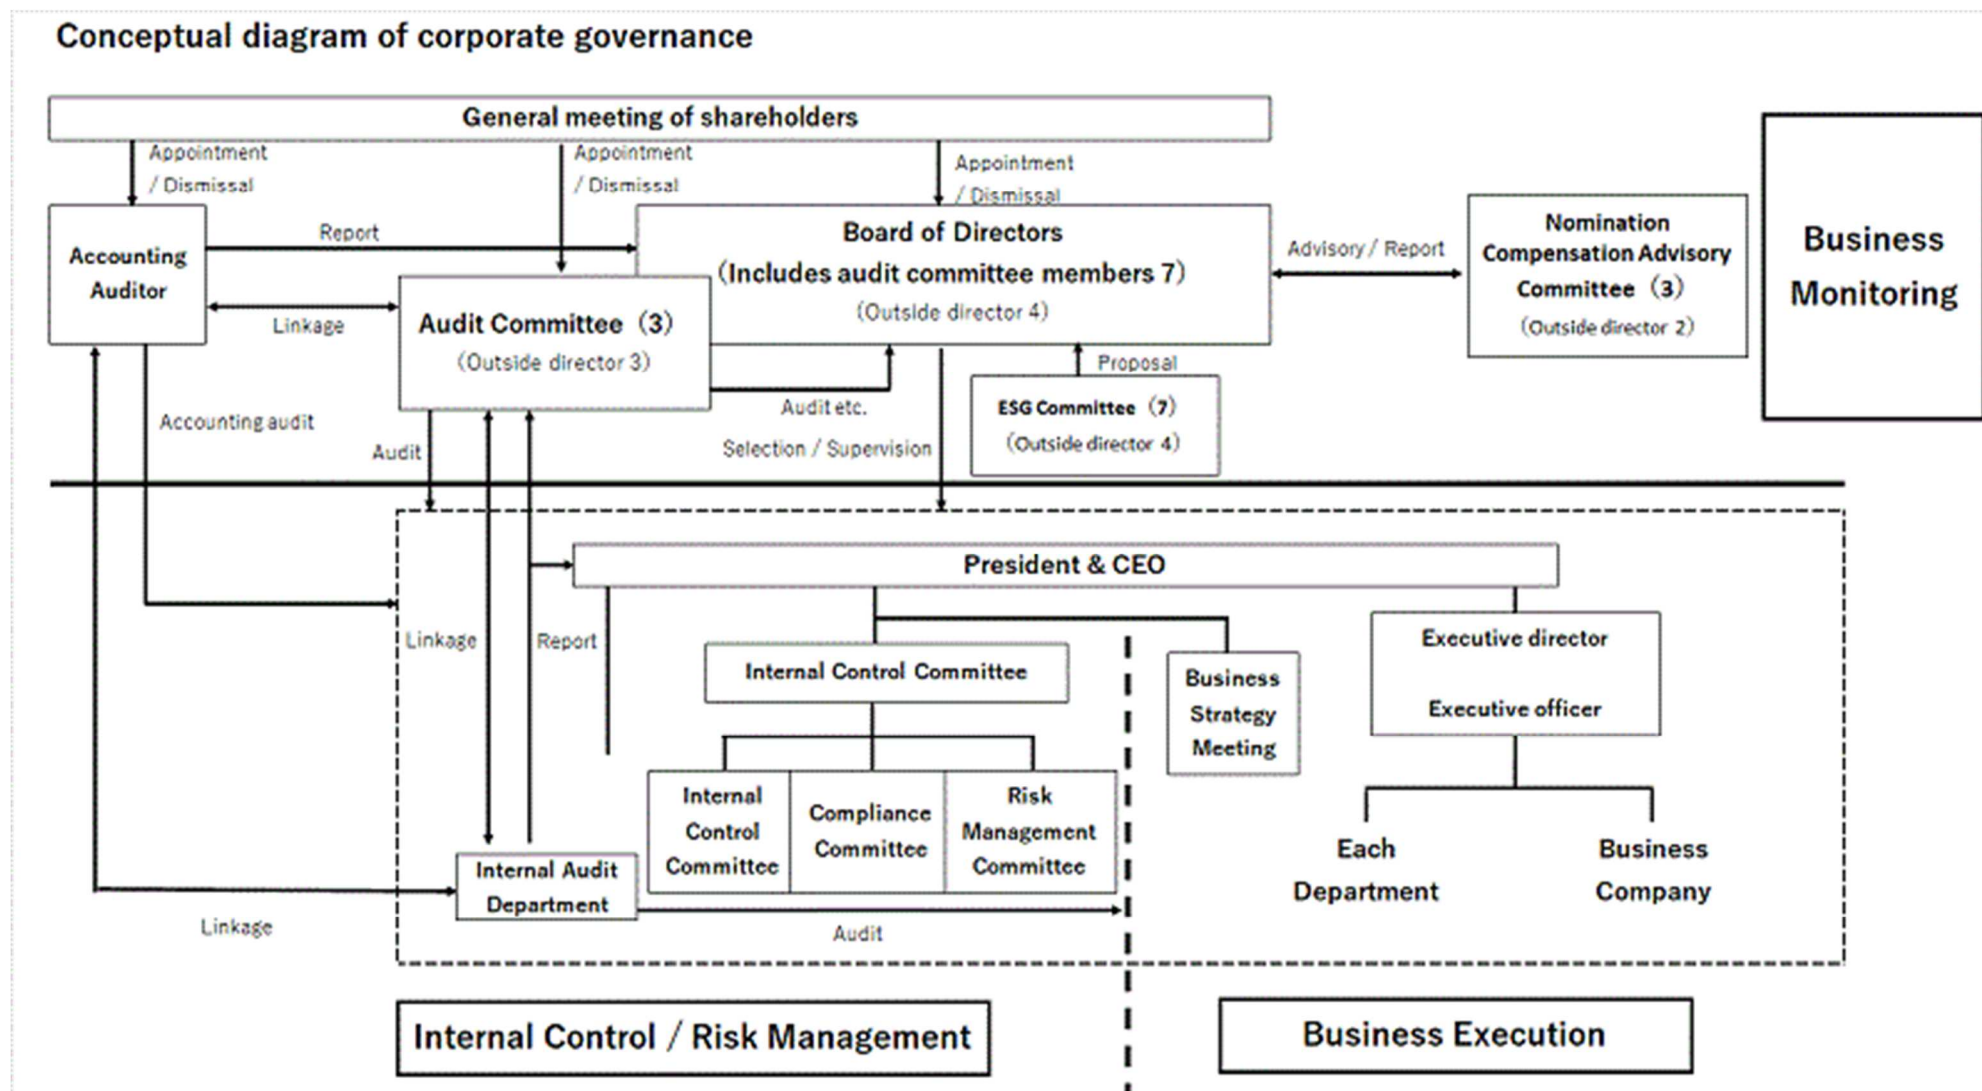 Conceptual diagram of corporate governance
General meeting of shareholders
Appointment
/ Dismissal
Appointment
/ Dismissal
Appointment
/ Dismissal
Accounting
Auditor
Report
Linkage
Board of Directors
(Includes audit committee members 7)
(Outside director 4)
Audit Committee (3)
(Outside director 3)
Advisory / Report
Nomination
Compensation Advisory
Committee (3)
(Outside director 2)
Business
Monitoring
Proposal
ESG Committee (7)
(Outside director 4)
Audit etc.
Selection / Supervision
Accounting audit
Audit
President & CEO
Linkage
Report
Internal Control Committee
Business
Strategy
Meeting
Executive director
Executive officer
Internal
Control
Committee
Compliance
Committee
Risk
Management
Committee
Each
Department
Business
Company
Internal Audit
Department
Linkage
Audit
Internal Control / Risk Management
Business Execution